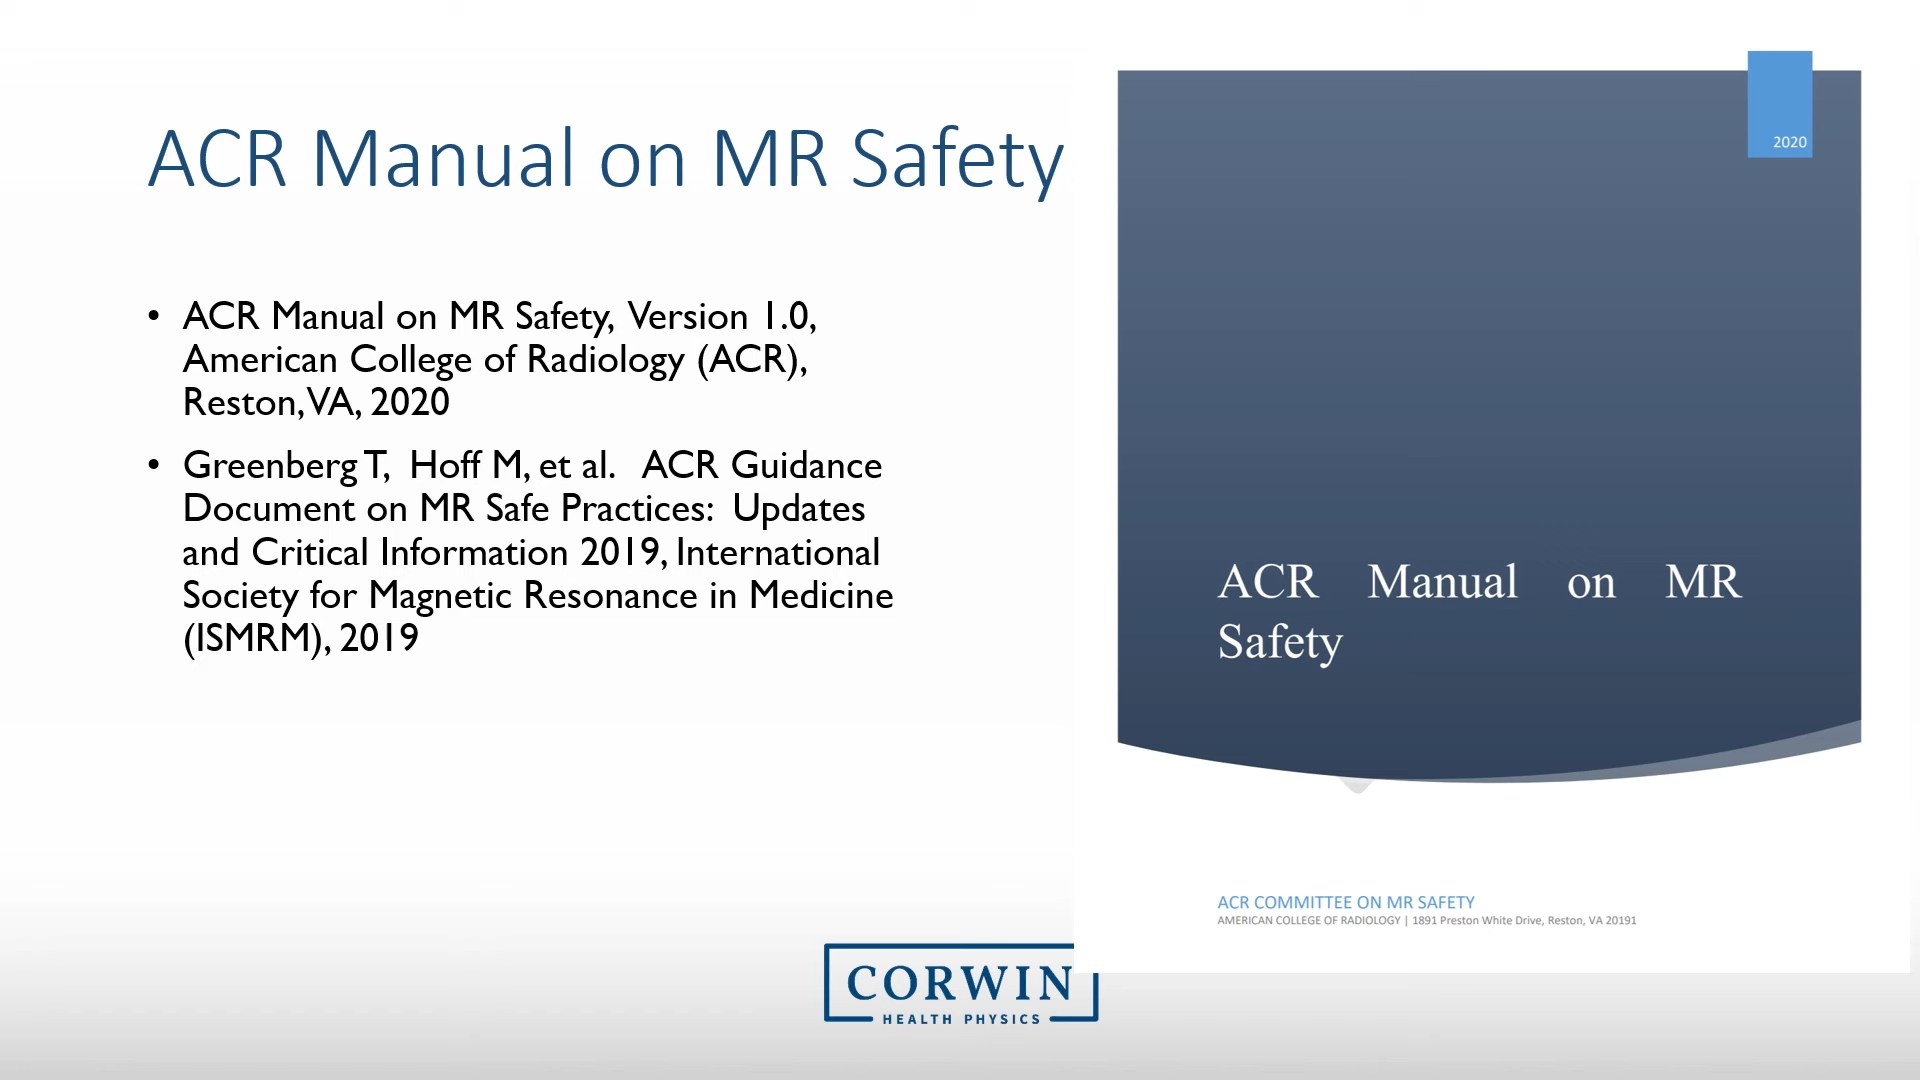 ACR Manual on MR Safety
• ACR Manual on MR Safety, Version 1.0,
American College of Radiology (ACR),
Reston, VA, 2020
• Greenberg T, Hoff M, et al. ACR Guidance
Document on MR Safe Practices: Updates
and Critical Information 2019, International
Society for Magnetic Resonance in Medicine
(ISMRM), 2019
2020
ACR Manual on MR
Safety
ACR COMMITTEE ON MR SAFETY
AMERICAN COLLEGE OF RADIOLOGY | 1891 Preston White Drive, Reston, VA 20191
CORWIN
HEALTH PHYSICS